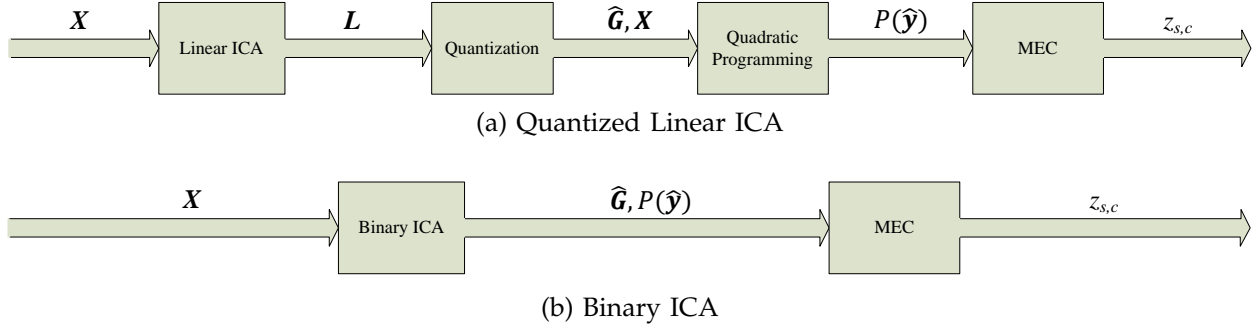 X L Ĝ, X P(ŷ) z_{s,c}
Linear ICA Quantization Quadratic Programming MEC
(a) Quantized Linear ICA
X Ĝ, P(ŷ) z_{s,c}
Binary ICA MEC
(b) Binary ICA